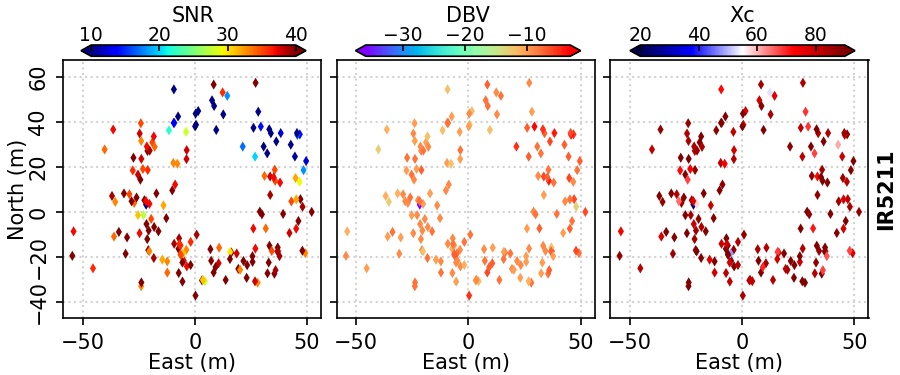 SNR DBV Xc
10 20 30 40 −30 −20 −10 20 40 60 80
60
40
20
0
−20
−40
North (m)
IR5211
−50 0 50 −50 0 50 −50 0 50
East (m) East (m) East (m)